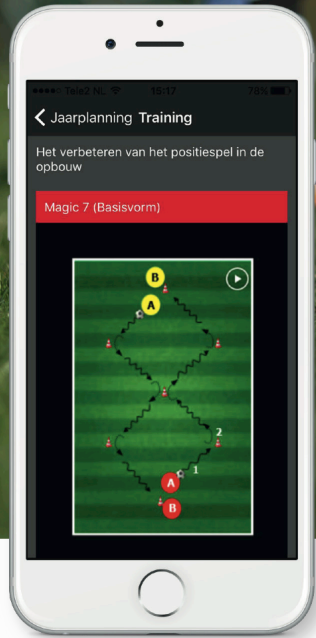 Tele2 NL 15:17 78%
Jaarplanning Training
Het verbeteren van het positiespel in de
opbouw
Magic 7 (Basisvorm)
B
A
2
1
A
B